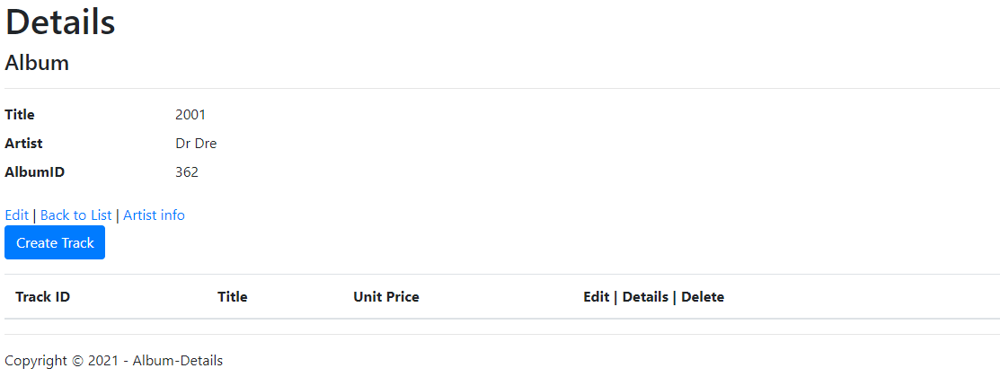 Details
Album
Title 2001
Artist Dr Dre
AlbumID 362
Edit | Back to List | Artist info
Create Track
Track ID Title Unit Price Edit | Details | Delete
Copyright © 2021 - Album-Details